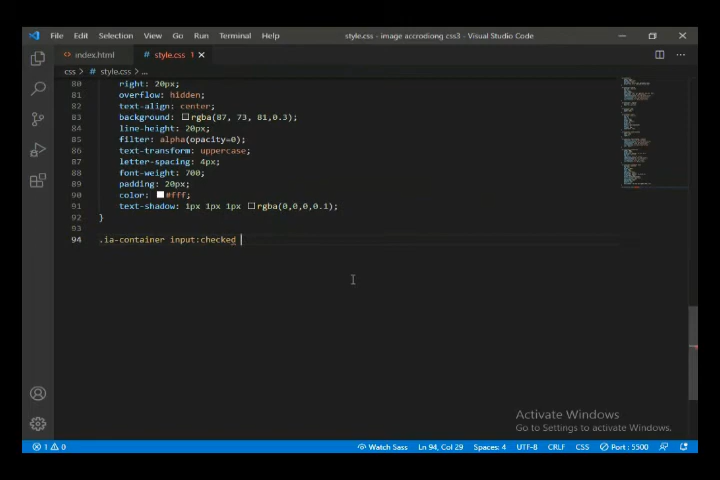 File Edit Selection View Go Run Terminal Help style.css - image accrodiong css3 - Visual Studio Code
index.html # style.css 1
css > # style.css > ...
80 right: 20px;
81 overflow: hidden;
82 text-align: center;
83 background: rgba(87, 73, 81,0.3);
84 line-height: 20px;
85 filter: alpha(opacity=0);
86 text-transform: uppercase;
87 letter-spacing: 4px;
88 font-weight: 700;
89 padding: 20px;
90 color: #fff;
91 text-shadow: 1px 1px 1px rgba(0,0,0,0.1);
92 }
93
94 .ia-container input:checked
Activate Windows
Go to Settings to activate Windows.
1 0 Watch Sass Ln 94, Col 29 Spaces: 4 UTF-8 CRLF CSS Port : 5500